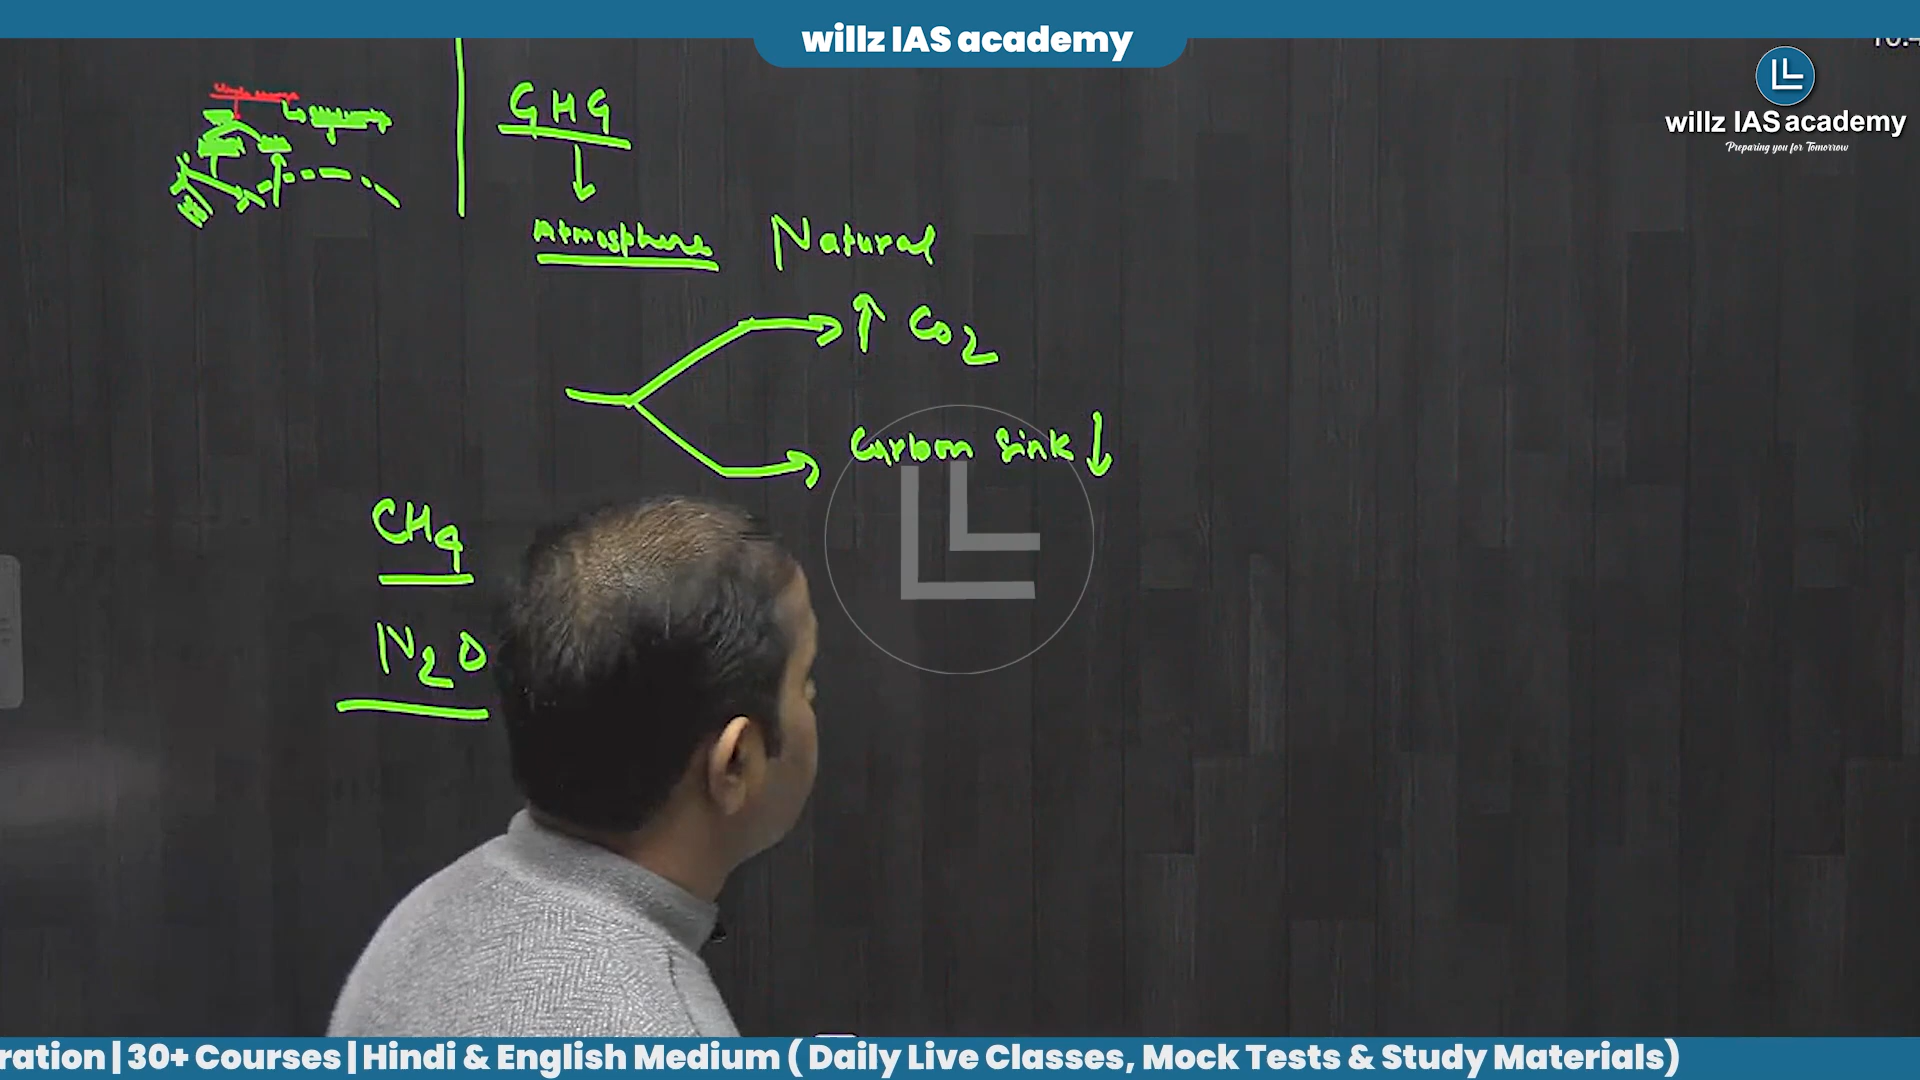 willz IAS academy
willz IAS academy
Preparing you for Tomorrow
GHG
Atmosphere Natural
↑ CO2
Carbon Sink ↓
CH4
N2O
ration | 30+ Courses | Hindi & English Medium ( Daily Live Classes, Mock Tests & Study Materials)